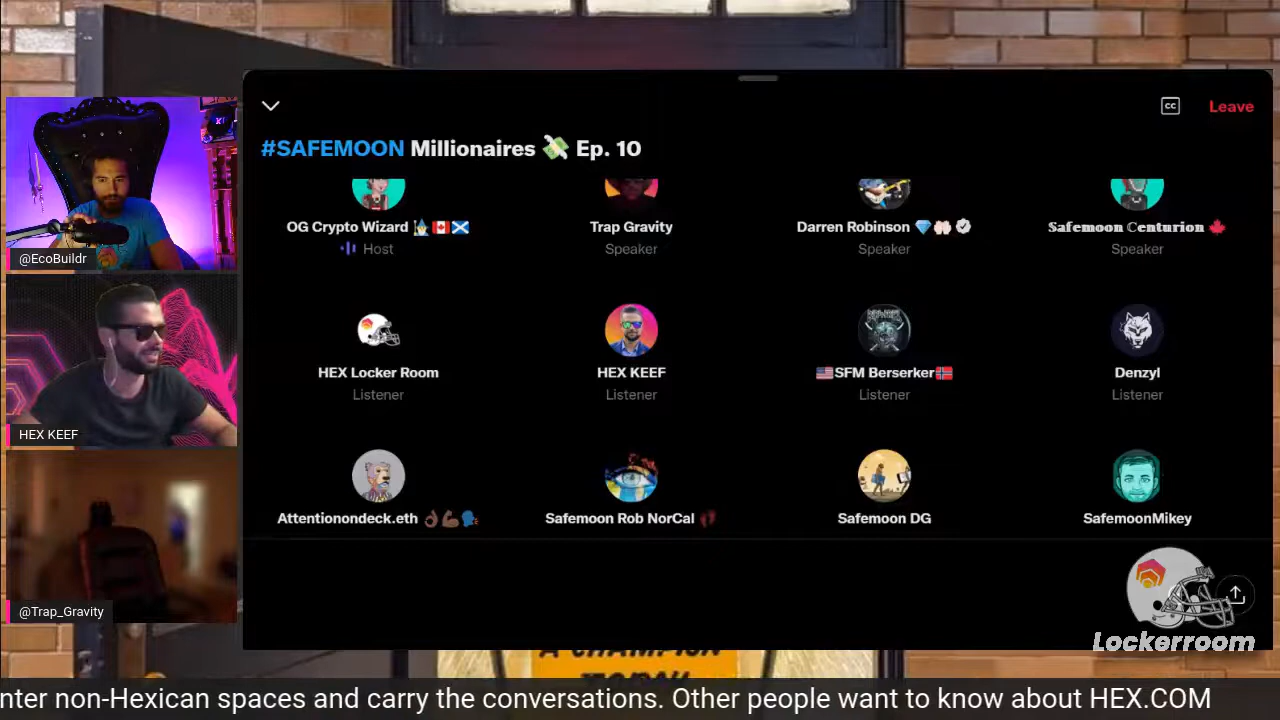 cc
Leave
#SAFEMOON Millionaires 💸 Ep. 10
OG Crypto Wizard 🧙‍♂️🇨🇦🏴󠁧󠁢󠁳󠁣󠁴󠁿
Host
Trap Gravity
Speaker
Darren Robinson 💎
Speaker
𝕊afemoon ℂenturion 🍁
Speaker
HEX Locker Room
Listener
HEX KEEF
Listener
🇺🇸SFM Berserker🇳🇴
Listener
Denzyl
Listener
Attentionondeck.eth 👌🏾💪🏾🗣
Safemoon Rob NorCal 👣
Safemoon DG
SafemoonMikey
@EcoBuildr
HEX KEEF
@Trap_Gravity
Lockerroom
A CHAMPION
TODAY
nter non-Hexican spaces and carry the conversations. Other people want to know about HEX.COM